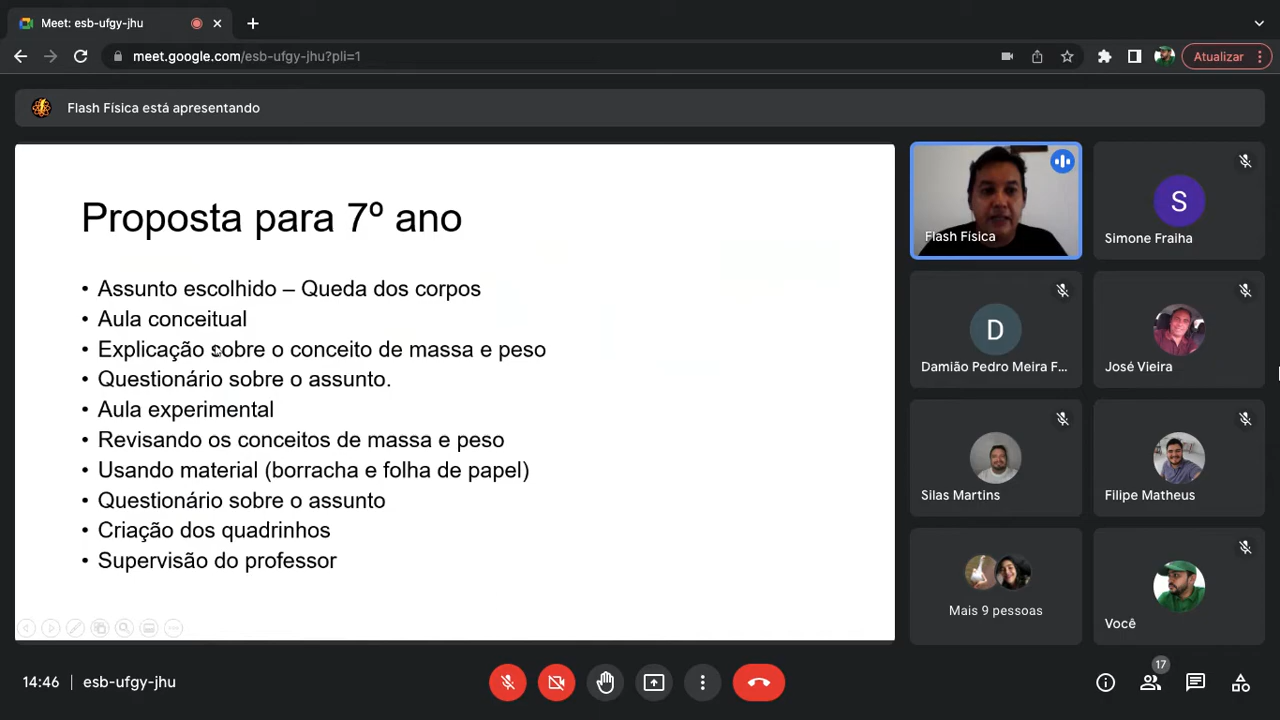 Meet: esb-ufgy-jhu
meet.google.com/esb-ufgy-jhu?pli=1
Atualizar
Flash Física está apresentando
Proposta para 7º ano
• Assunto escolhido – Queda dos corpos
• Aula conceitual
• Explicação sobre o conceito de massa e peso
• Questionário sobre o assunto.
• Aula experimental
• Revisando os conceitos de massa e peso
• Usando material (borracha e folha de papel)
• Questionário sobre o assunto
• Criação dos quadrinhos
• Supervisão do professor
Flash Física
S
Simone Fraiha
D
Damião Pedro Meira F...
José Vieira
Silas Martins
Filipe Matheus
Mais 9 pessoas
Você
14:46 | esb-ufgy-jhu
17